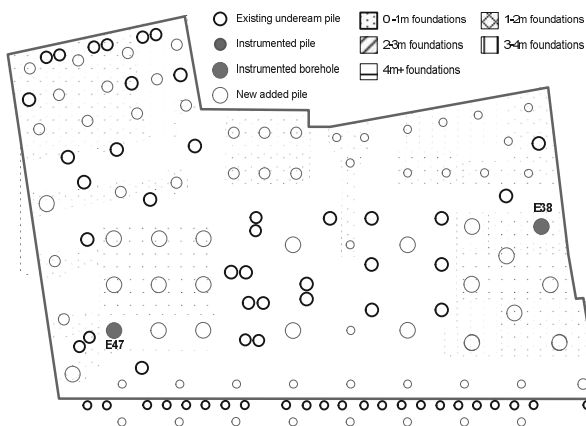 Existing underream pile
Instrumented pile
Instrumented borehole
New added pile
0-1m foundations
1-2m foundations
2-3m foundations
3-4m foundations
4m+ foundations
E38
E47